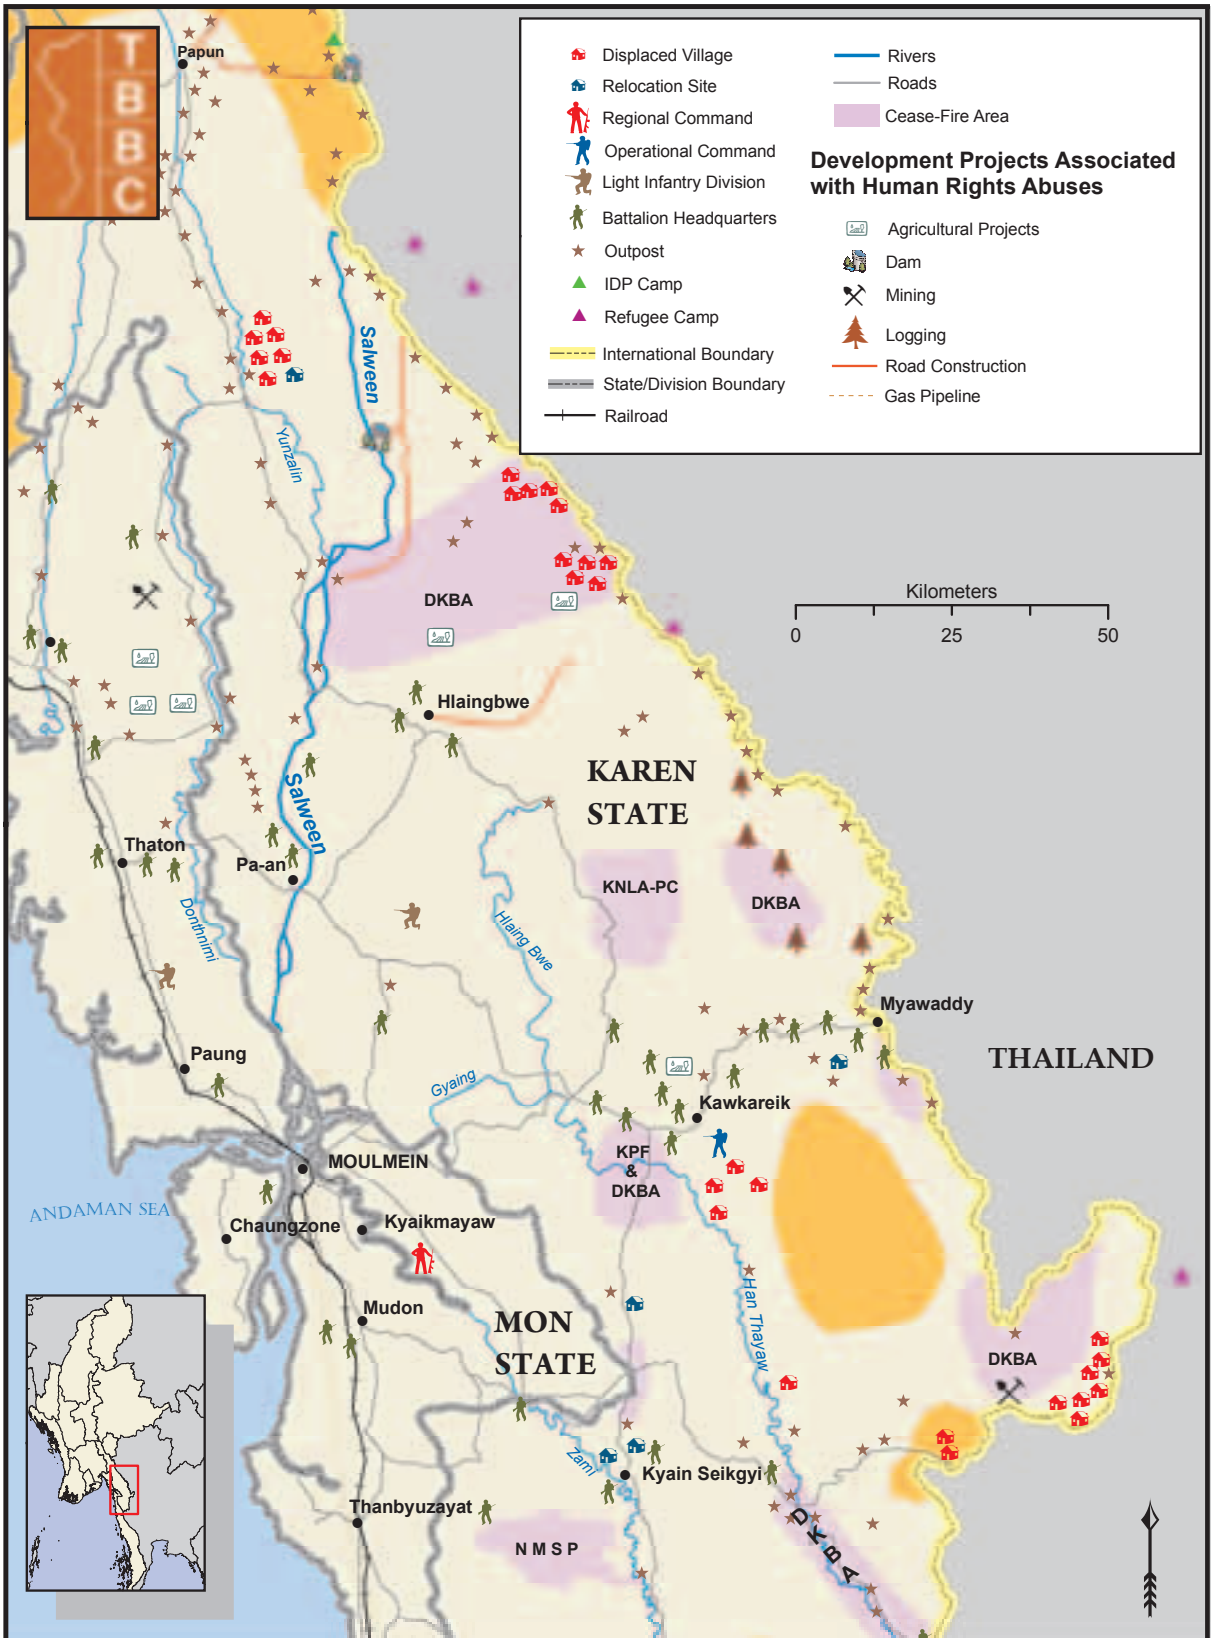 T
B
B
C
Papun
Displaced Village
Relocation Site
Regional Command
Operational Command
Light Infantry Division
Battalion Headquarters
Outpost
IDP Camp
Refugee Camp
International Boundary
State/Division Boundary
Railroad
Rivers
Roads
Cease-Fire Area
Development Projects Associated
with Human Rights Abuses
Agricultural Projects
Dam
Mining
Logging
Road Construction
Gas Pipeline
Salween
Yunzalin
DKBA
Kilometers
0 25 50
Hlaingbwe
KAREN
STATE
Salween
Thaton
Pa-an
KNLA-PC
DKBA
Donthnimi
Hlaing Bwe
Myawaddy
THAILAND
Paung
Gyaing
Kawkareik
MOULMEIN
KPF
&
DKBA
ANDAMAN SEA
Chaungzone
Kyaikmayaw
Han Thayaw
Mudon
MON
STATE
DKBA
Zami
Kyain Seikgyi
Thanbyuzayat
NMSP
DKBA